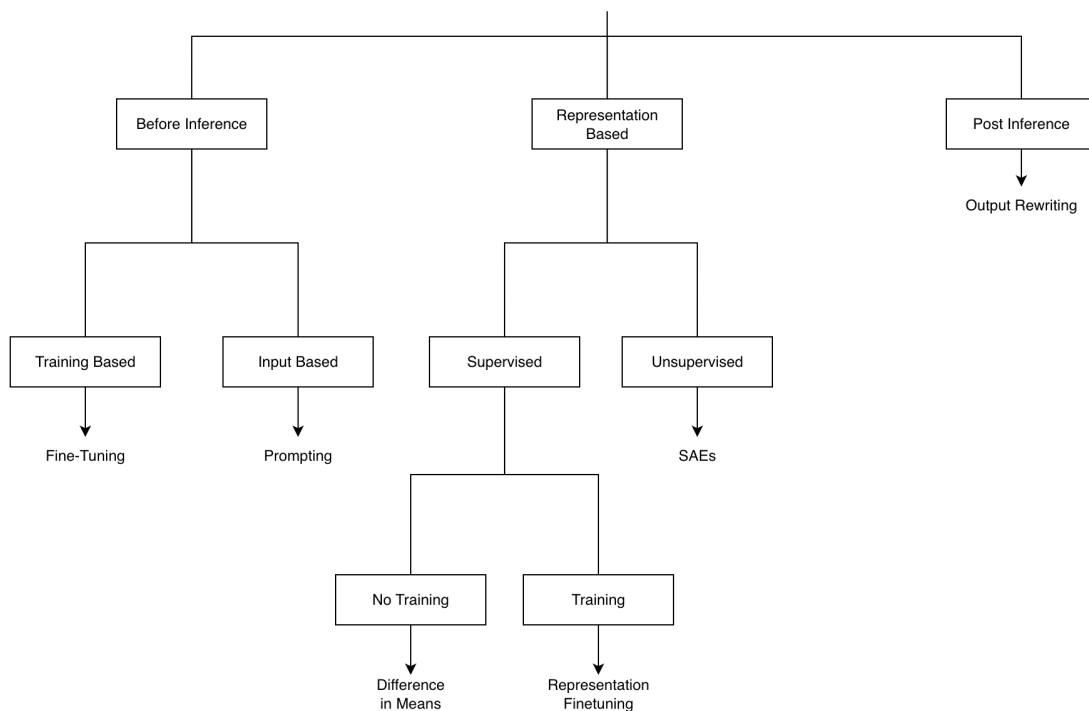 Before Inference
Representation
Based
Post Inference
Output Rewriting
Training Based
Input Based
Supervised
Unsupervised
Fine-Tuning
Prompting
SAEs
No Training
Training
Difference
in Means
Representation
Finetuning